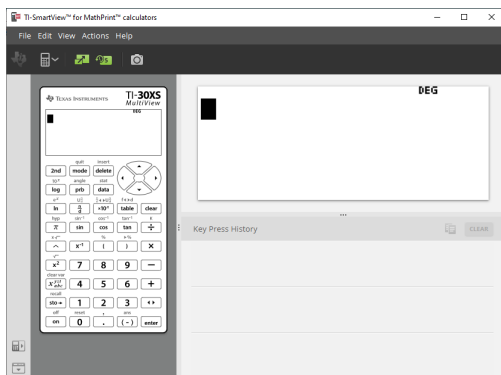 TI-SmartView™ for MathPrint™ calculators
File Edit View Actions Help
TEXAS INSTRUMENTS TI-30XS
MultiView
DEG
DEG
quit insert
2nd mode delete
angle stat
log prb data
ln n/d ×10ⁿ table clear
hyp sin⁻¹ cos⁻¹ tan⁻¹
π sin cos tan ÷
^ x⁻¹ ( ) ×
x² 7 8 9 −
clear var
4 5 6 +
recall
sto→ 1 2 3
off reset , ans
on 0 . (-) enter
Key Press History
CLEAR